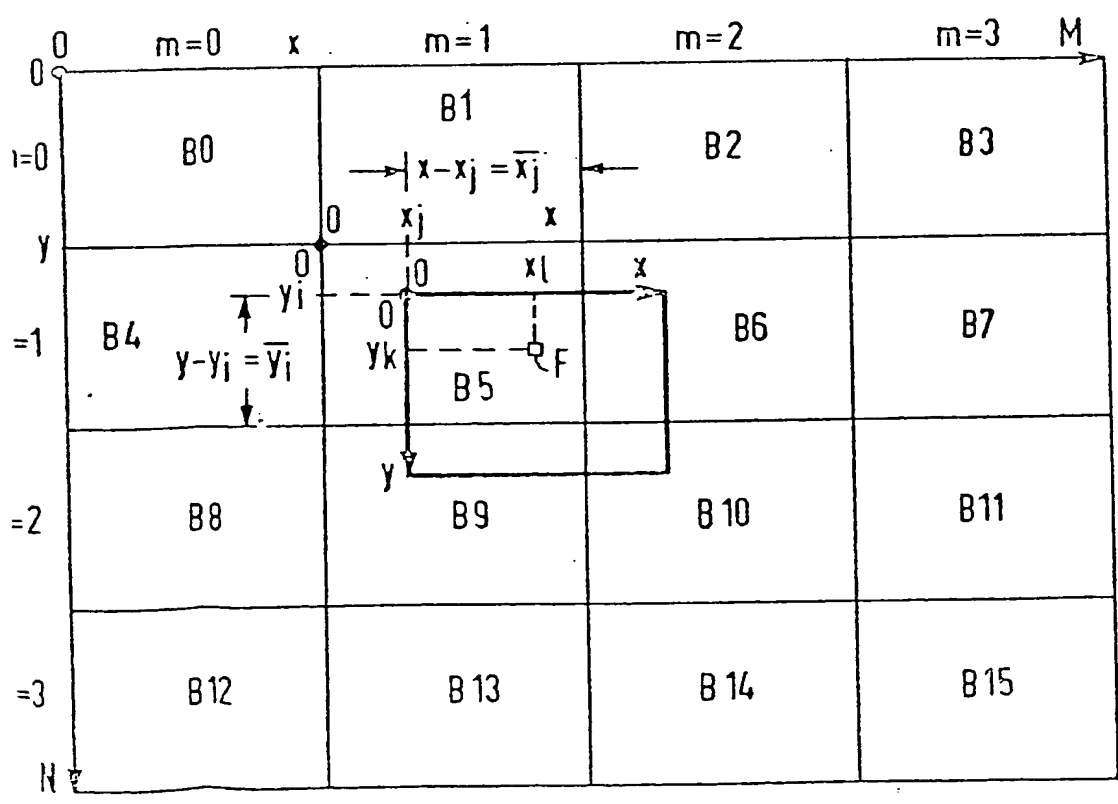 0 m=0 x m=1 m=2 m=3 M
0
B1
ı=0 B0 B2 B3
x-xj = x̅j̅
xj x
y 0
0 0 xl x
yi 0
=1 B4 B6 B7
y-yi = y̅i̅ yk F
B5
y
=2 B8 B9 B10 B11
=3 B12 B13 B14 B15
N